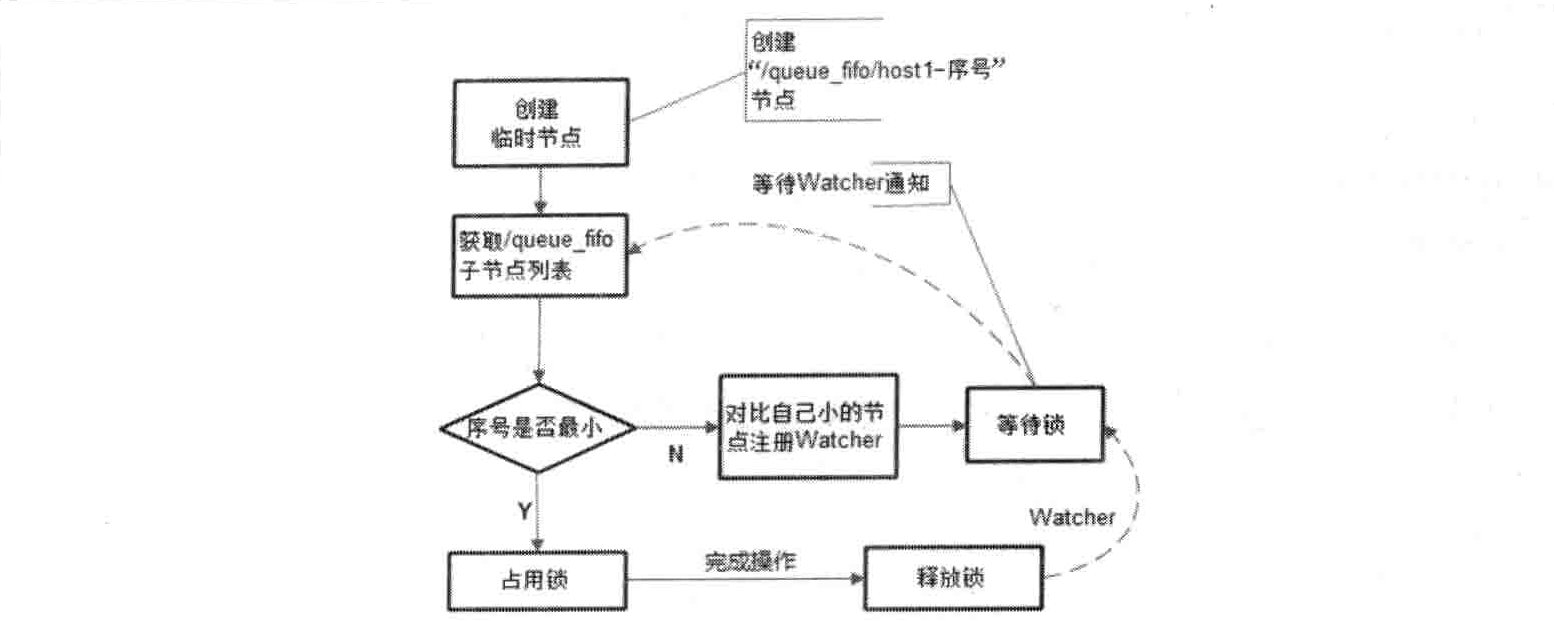 创建
“/queue_fifo/host1-序号”
节点
创建
临时节点
等待Watcher通知
获取/queue_fifo
子节点列表
序号是否最小
N
对比自己小的节
点注册Watcher
等待锁
Y
Watcher
占用锁
完成操作
释放锁